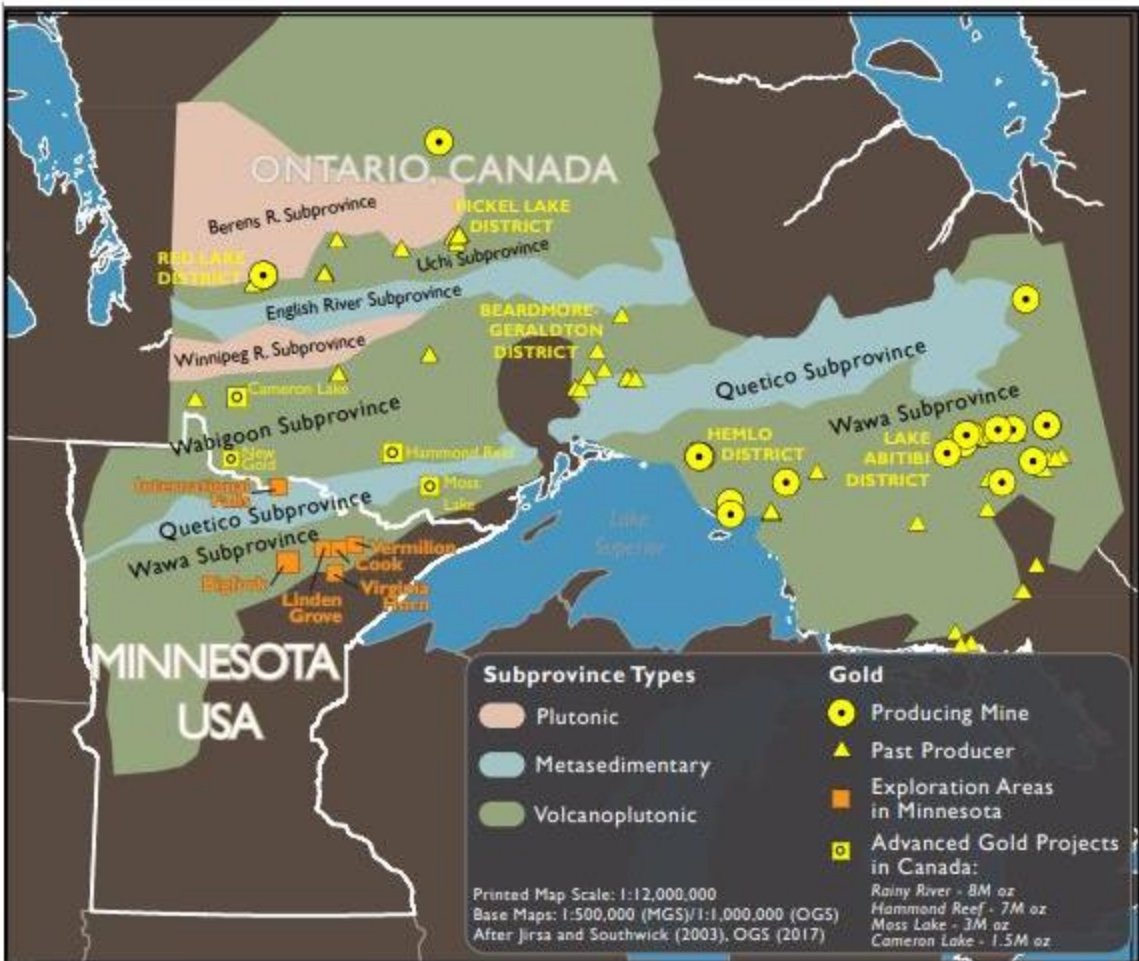 ONTARIO, CANADA
Berens R. Subprovince
PICKEL LAKE
DISTRICT
RED LAKE
DISTRICT
Uchi Subprovince
English River Subprovince
BEARDMORE-
GERALDTON
DISTRICT
Winnipeg R. Subprovince
Quetico Subprovince
Cameron Lake
Wabigoon Subprovince
Wawa Subprovince
HEMLO
DISTRICT
LAKE
ABITIBI
DISTRICT
New
Gold
Hammond Reef
International
Falls
Moss
Lake
Quetico Subprovince
Lake
Superior
Wawa Subprovince
Vermilion
Cook
Bigfork
Virginia
Horn
Linden
Grove
MINNESOTA
USA
Subprovince Types
Plutonic
Metasedimentary
Volcanoplutonic
Gold
Producing Mine
Past Producer
Exploration Areas
in Minnesota
Advanced Gold Projects
in Canada:
Rainy River - 8M oz
Hammond Reef - 7M oz
Moss Lake - 3M oz
Cameron Lake - 1.5M oz
Printed Map Scale: 1:12,000,000
Base Maps: 1:500,000 (MGS)/1:1,000,000 (OGS)
After Jirsa and Southwick (2003), OGS (2017)